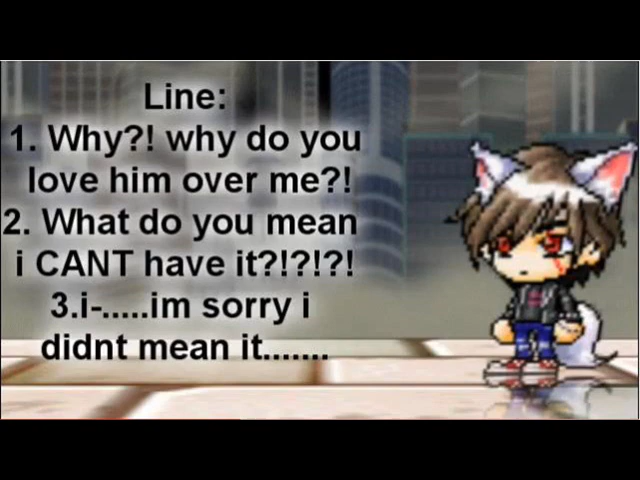 Line:
1. Why?! why do you
love him over me?!
2. What do you mean
i CANT have it?!?!?!
3.i-.....im sorry i
didnt mean it.......